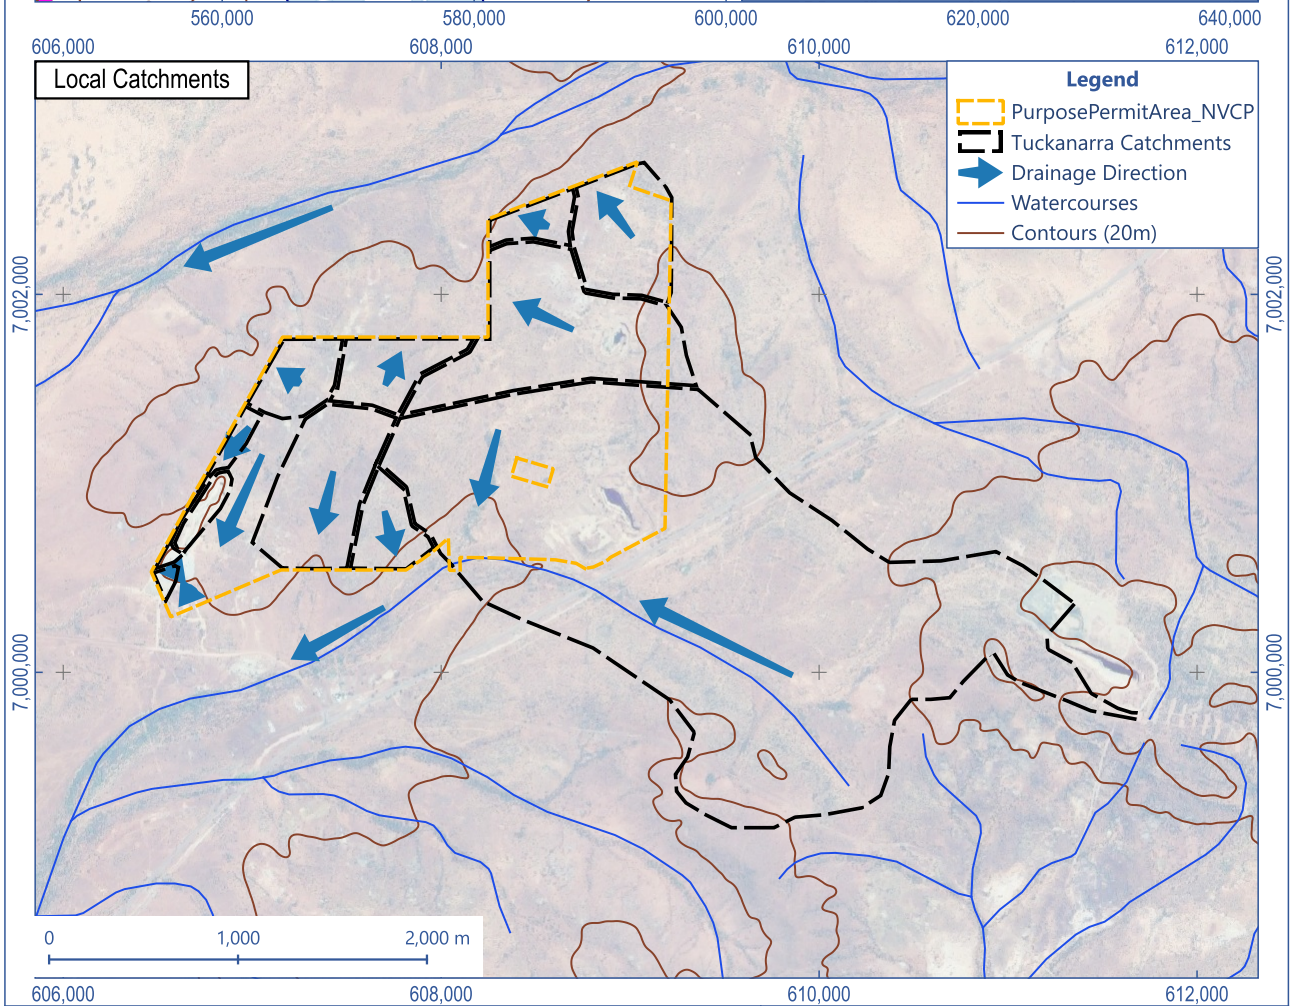 560,000 580,000 600,000 620,000 640,000
606,000 608,000 610,000 612,000
Local Catchments
Legend
PurposePermitArea_NVCP
Tuckanarra Catchments
Drainage Direction
Watercourses
Contours (20m)
7,002,000 7,002,000
7,000,000 7,000,000
0 1,000 2,000 m
606,000 608,000 610,000 612,000